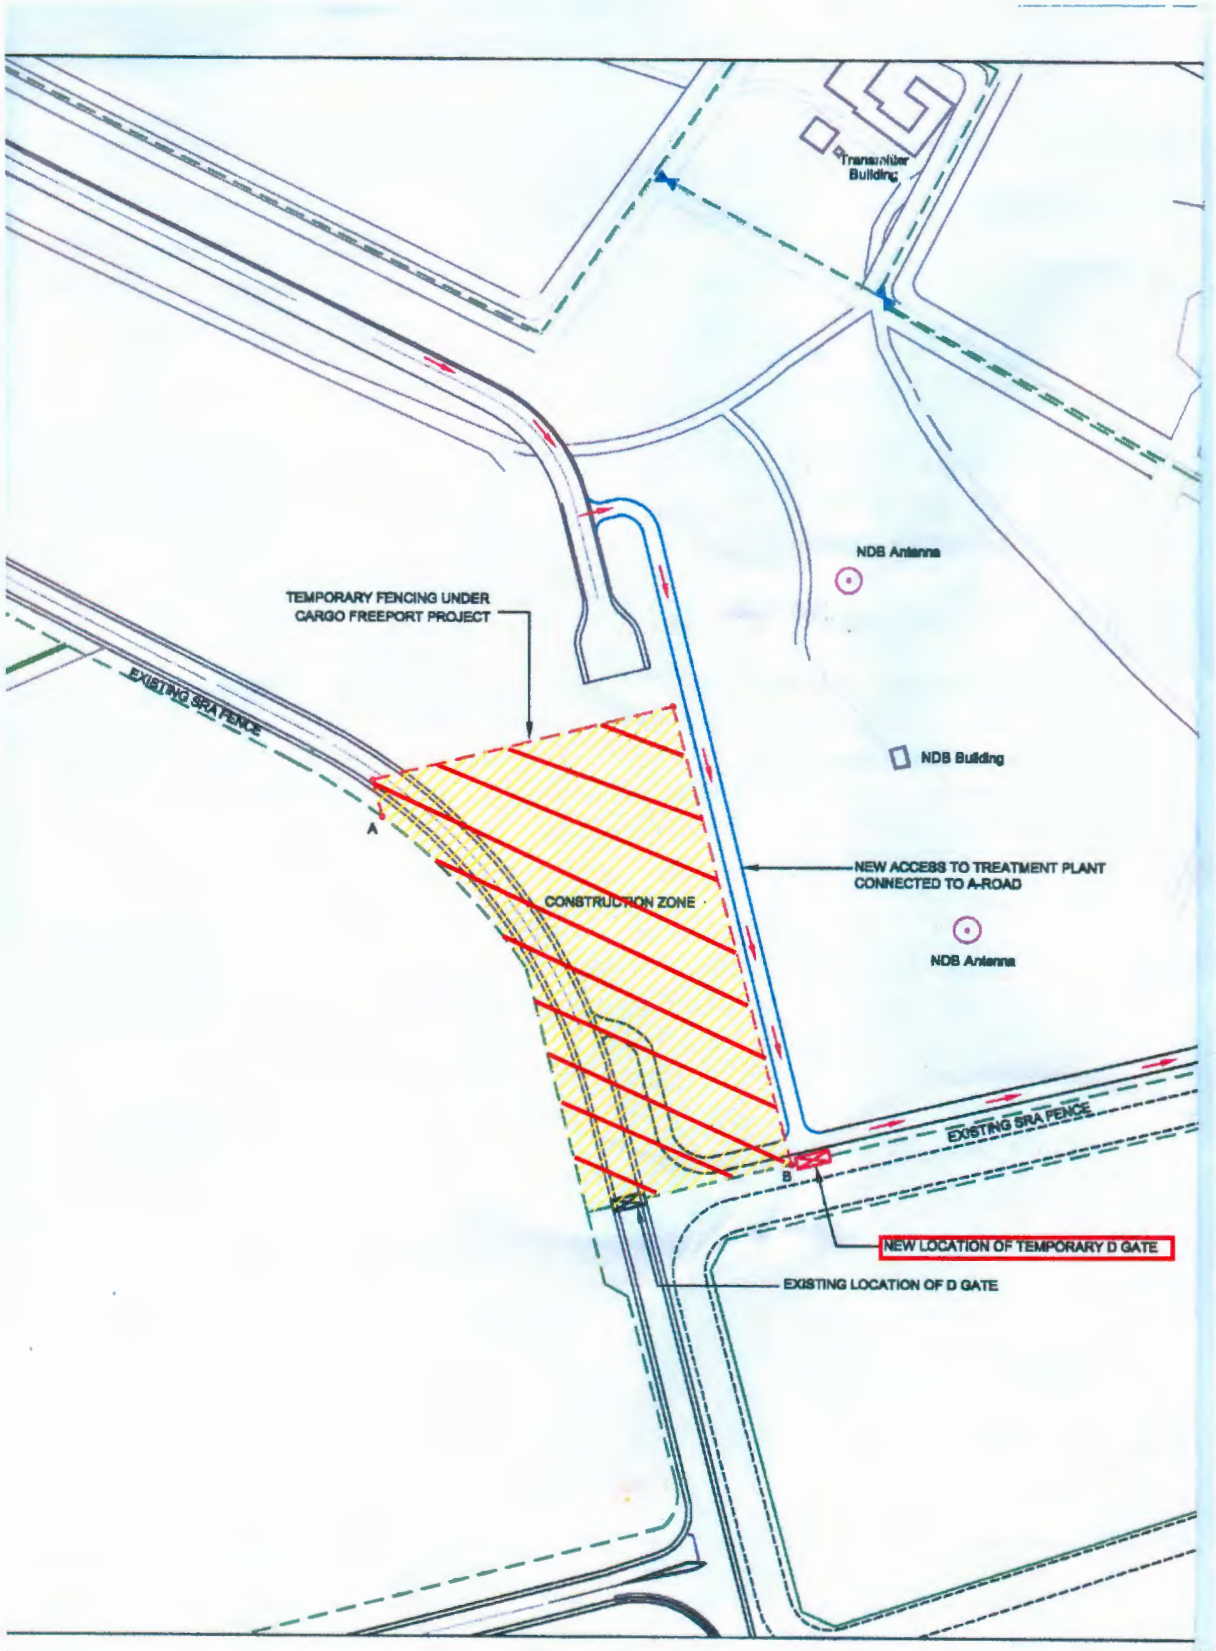 Transmitter
Building
NDB Antenna
TEMPORARY FENCING UNDER
CARGO FREEPORT PROJECT
EXISTING SRA FENCE
NDB Building
A
NEW ACCESS TO TREATMENT PLANT
CONNECTED TO A-ROAD
CONSTRUCTION ZONE
NDB Antenna
EXISTING SRA FENCE
B
NEW LOCATION OF TEMPORARY D GATE
EXISTING LOCATION OF D GATE